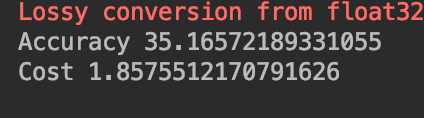 Lossy conversion from float32
Accuracy 35.16572189331055
Cost 1.8575512170791626